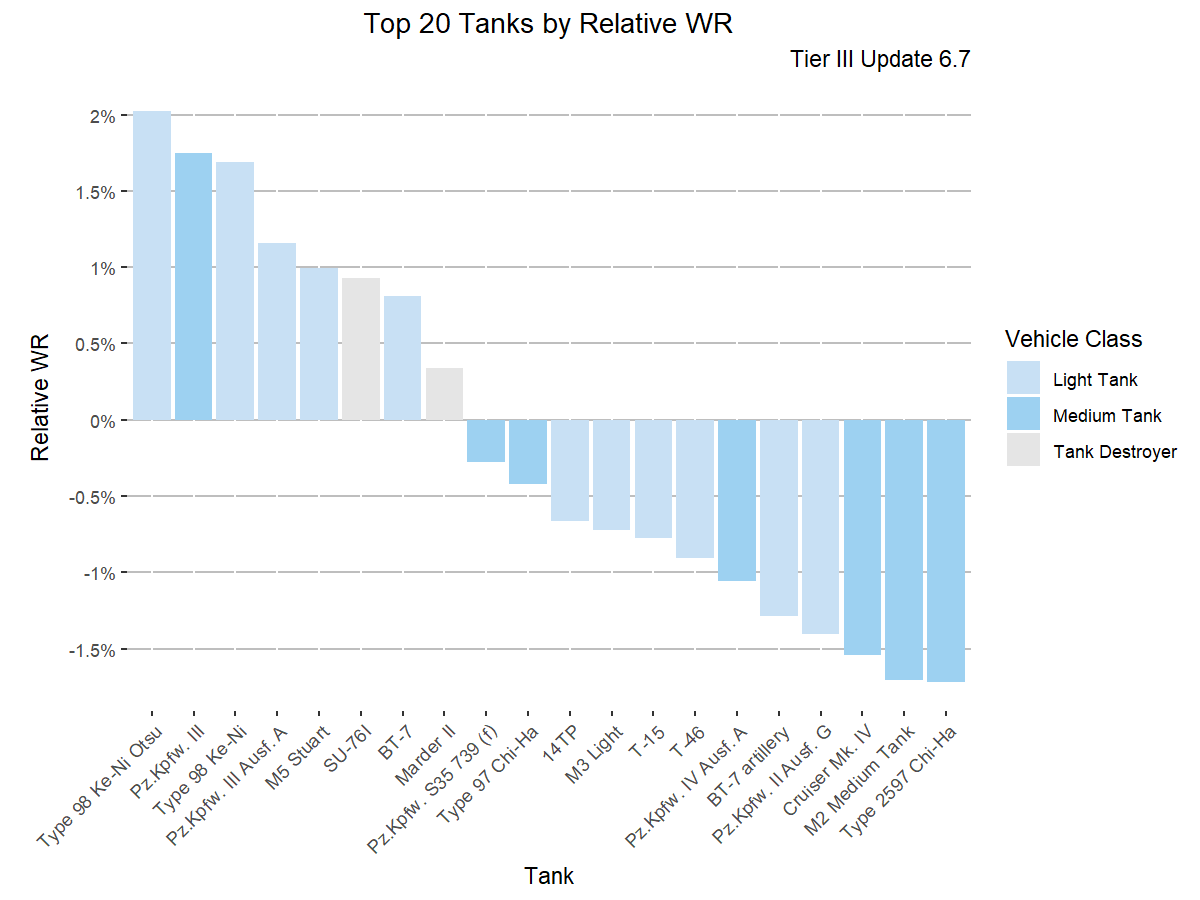 Top 20 Tanks by Relative WR
Tier III Update 6.7
2%
1.5%
1%
0.5%
0%
-0.5%
-1%
-1.5%
Relative WR
Type 98 Ke-Ni Otsu
Pz.Kpfw. III
Type 98 Ke-Ni
Pz.Kpfw. III Ausf. A
M5 Stuart
SU-76I
BT-7
Marder II
Pz.Kpfw. S35 739 (f)
Type 97 Chi-Ha
14TP
M3 Light
T-15
T-46
Pz.Kpfw. IV Ausf. A
BT-7 artillery
Pz.Kpfw. II Ausf. G
Cruiser Mk. IV
M2 Medium Tank
Type 2597 Chi-Ha
Tank
Vehicle Class
Light Tank
Medium Tank
Tank Destroyer